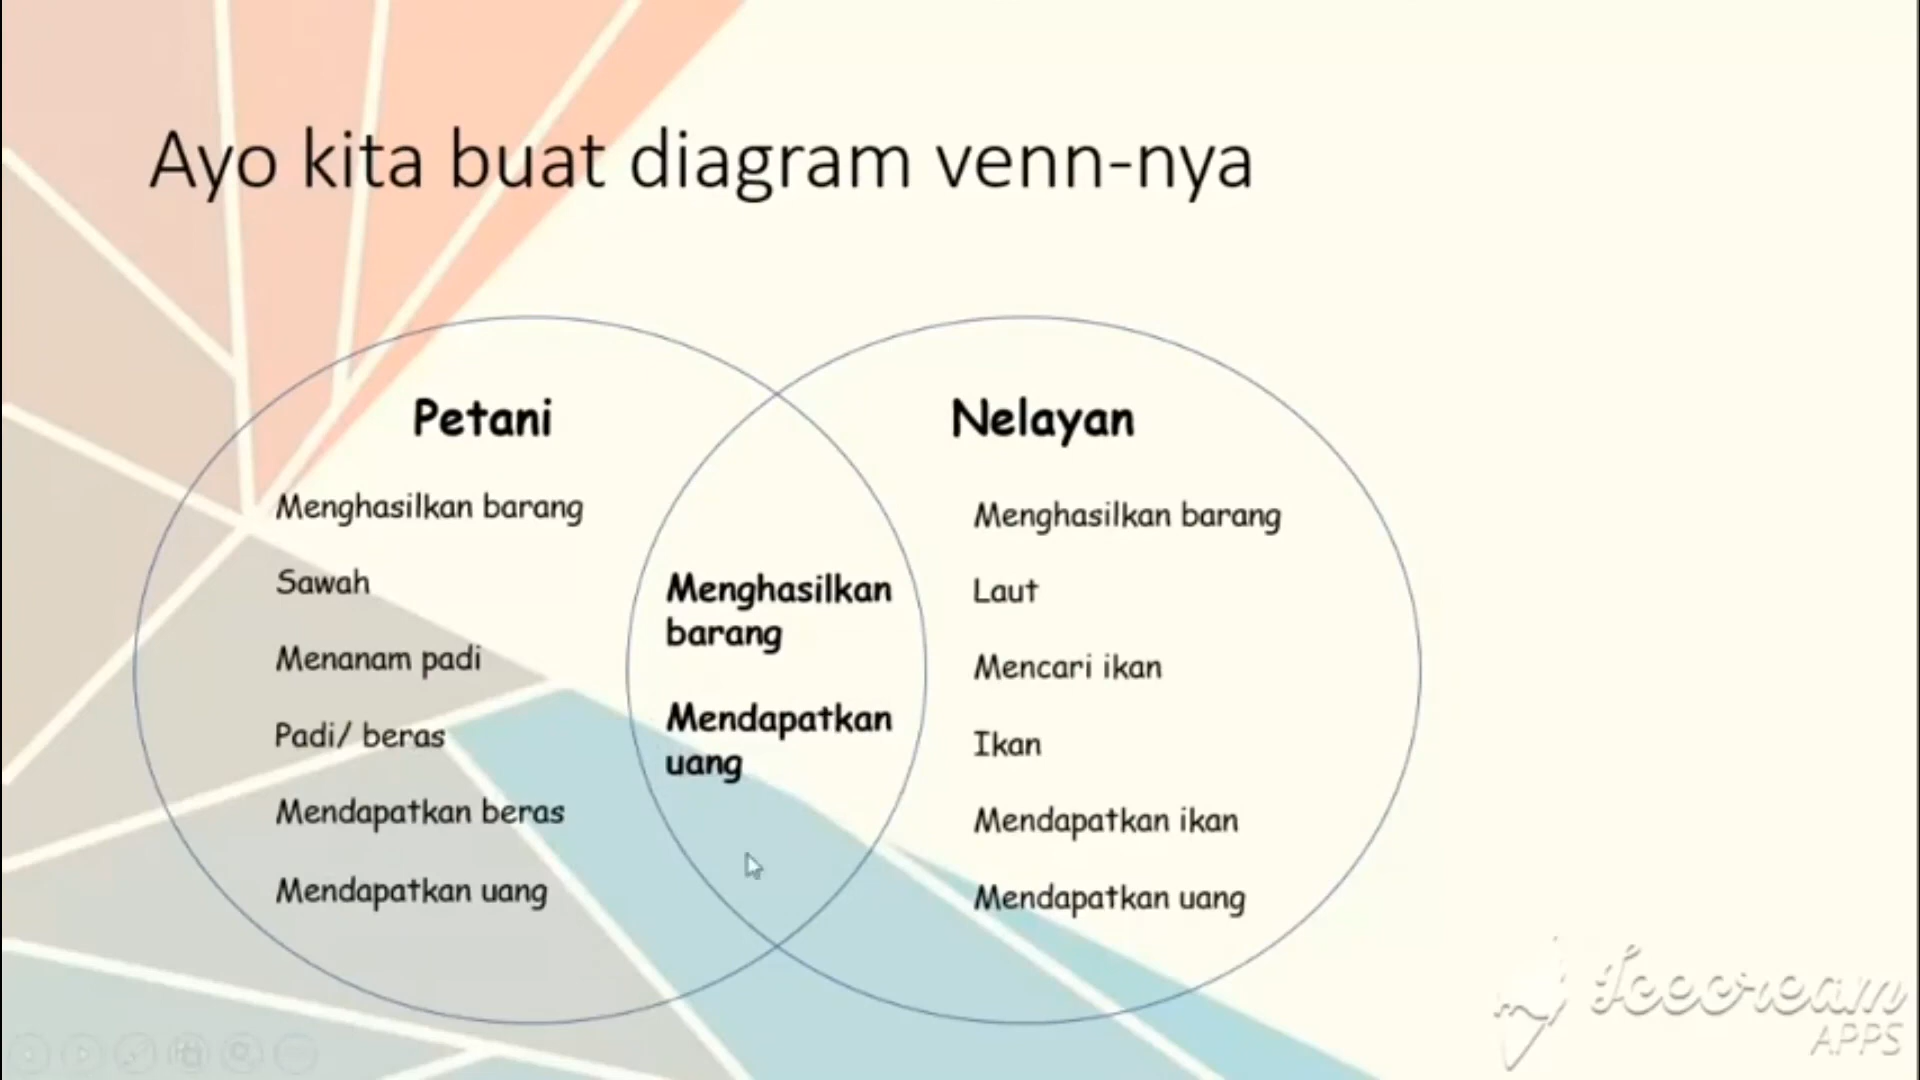 Ayo kita buat diagram venn-nya
Petani
Menghasilkan barang
Sawah
Menanam padi
Padi/ beras
Mendapatkan beras
Mendapatkan uang
Menghasilkan
barang
Mendapatkan
uang
Nelayan
Menghasilkan barang
Laut
Mencari ikan
Ikan
Mendapatkan ikan
Mendapatkan uang
Icecream
APPS